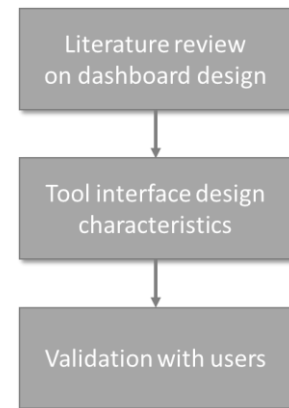 Literature review
on dashboard design
Tool interface design
characteristics
Validation with users